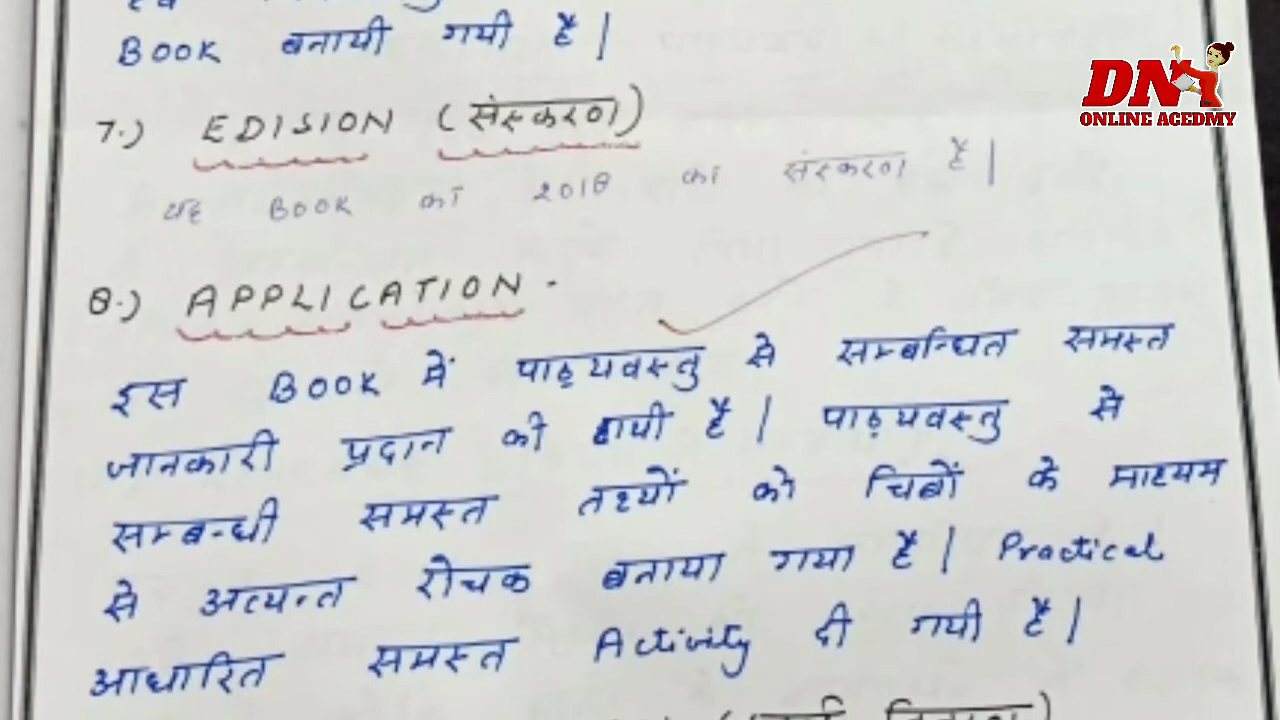 BOOK बनायी गयी है |
7.) EDISION (संस्करण)
यह BOOK का 2018 का संस्करण है |
8.) APPLICATION .
इस BOOK में पाठ्यवस्तु से सम्बन्धित समस्त
जानकारी प्रदान की गयी है | पाठ्यवस्तु से
सम्बन्धी समस्त तथ्यों को चित्रों के माध्यम
से अत्यन्त रोचक बनाया गया है | Practical
आधारित समस्त Activity दी गयी है |
DNA
ONLINE ACEDMY